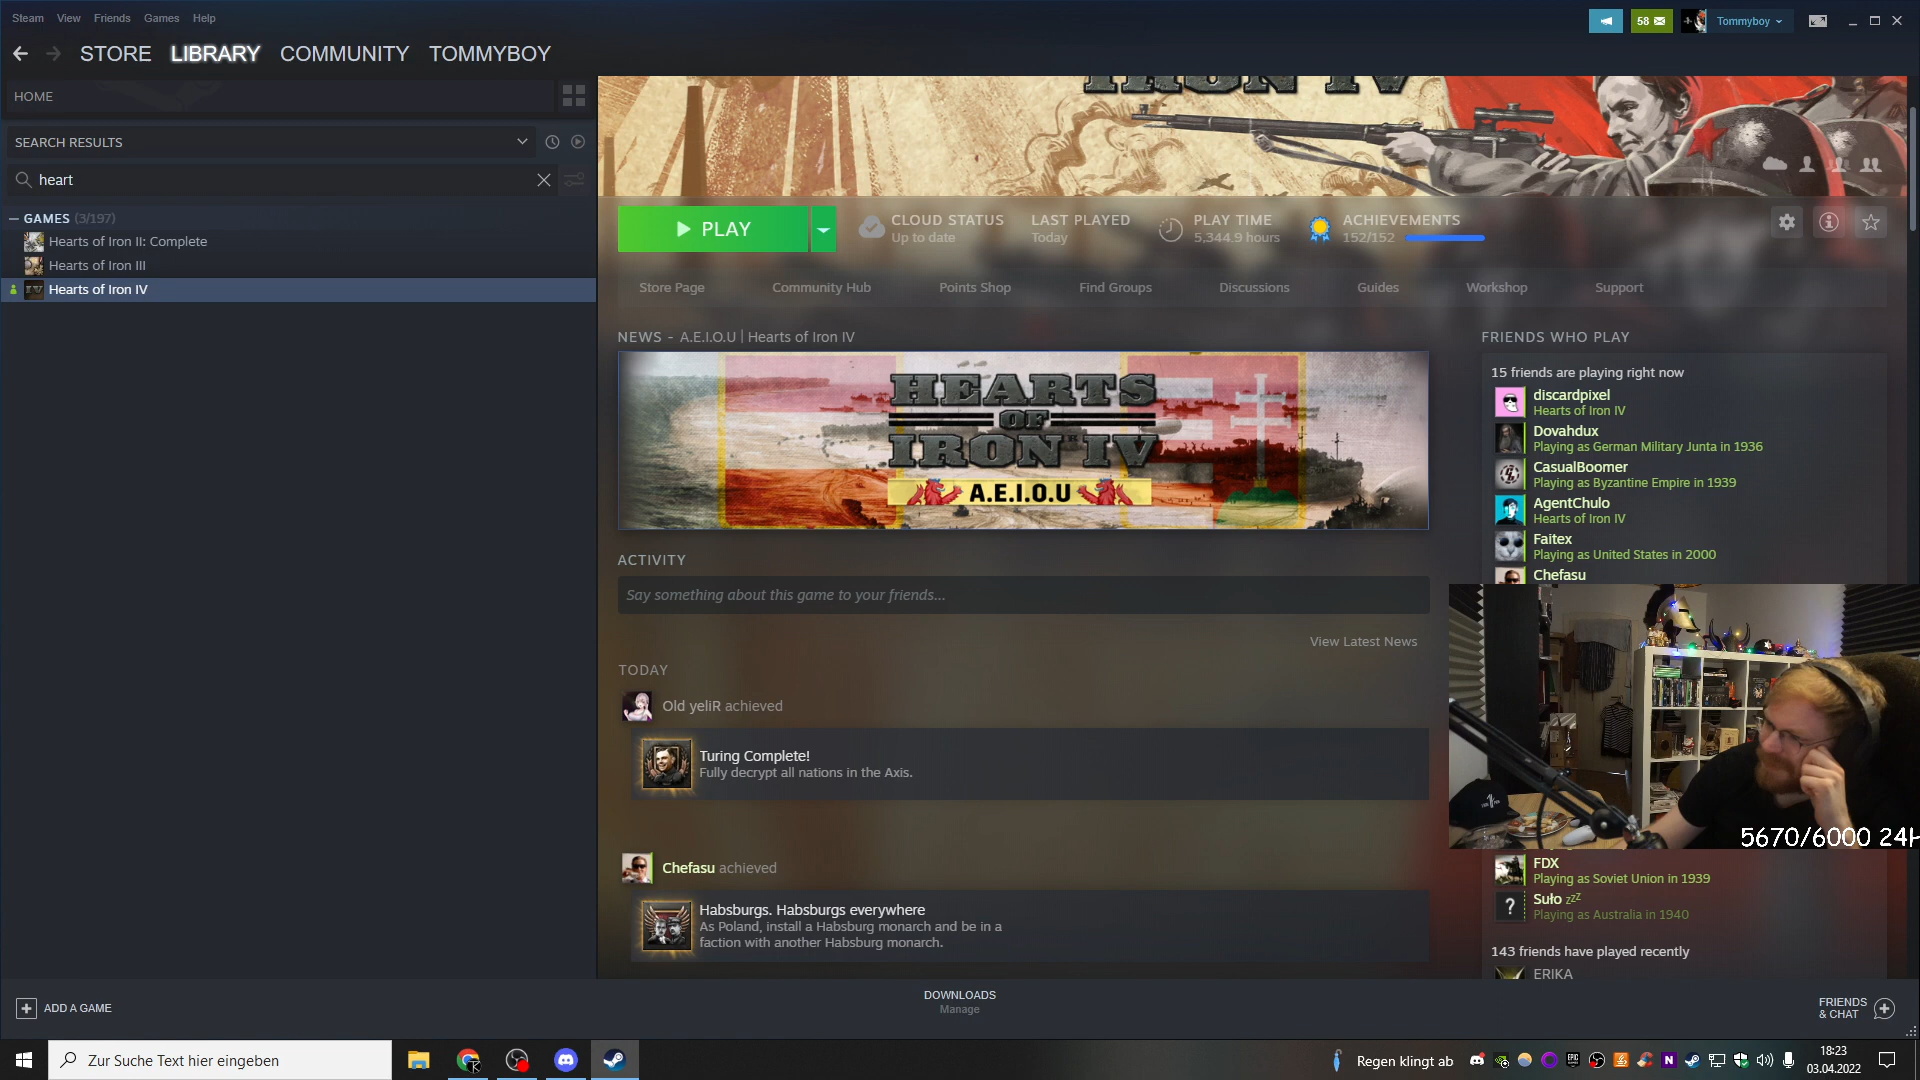 Steam View Friends Games Help
58
Tommyboy
STORE LIBRARY COMMUNITY TOMMYBOY
HOME
SEARCH RESULTS
heart
GAMES (3/197)
Hearts of Iron II: Complete
Hearts of Iron III
Hearts of Iron IV
IRON IV
PLAY
CLOUD STATUS
Up to date
LAST PLAYED
Today
PLAY TIME
5,344.9 hours
ACHIEVEMENTS
152/152
Store Page Community Hub Points Shop Find Groups Discussions Guides Workshop Support
NEWS - A.E.I.O.U | Hearts of Iron IV
HEARTS
OF
IRON IV
A.E.I.O.U
ACTIVITY
Say something about this game to your friends...
View Latest News
TODAY
Old yeliR achieved
Turing Complete!
Fully decrypt all nations in the Axis.
Chefasu achieved
Habsburgs. Habsburgs everywhere
As Poland, install a Habsburg monarch and be in a
faction with another Habsburg monarch.
FRIENDS WHO PLAY
15 friends are playing right now
discardpixel
Hearts of Iron IV
Dovahdux
Playing as German Military Junta in 1936
CasualBoomer
Playing as Byzantine Empire in 1939
AgentChulo
Hearts of Iron IV
Faitex
Playing as United States in 2000
Chefasu
5670/6000 24H
FDX
Playing as Soviet Union in 1939
Suło zzz
Playing as Australia in 1940
143 friends have played recently
ERIKA
ADD A GAME
DOWNLOADS
Manage
FRIENDS
& CHAT
Zur Suche Text hier eingeben
Regen klingt ab
18:23
03.04.2022